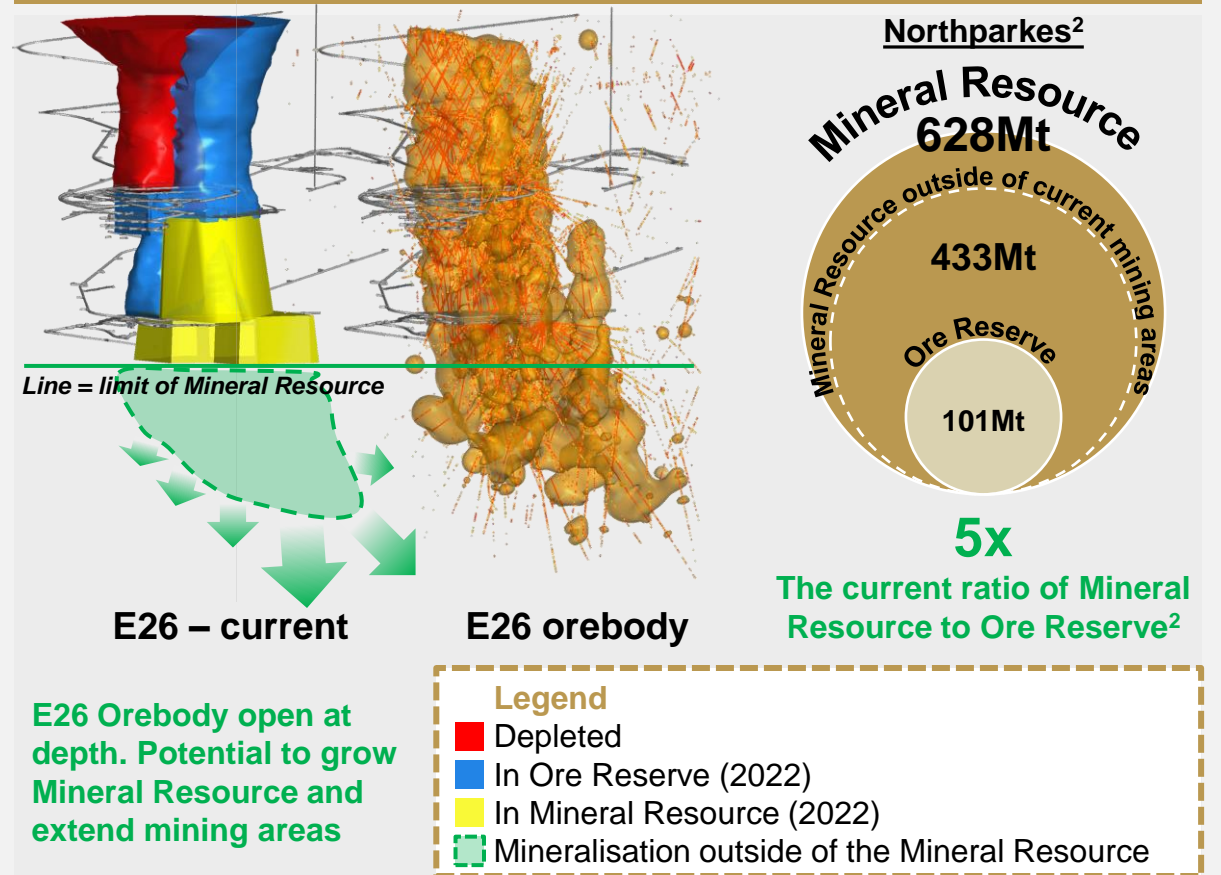 Northparkes²
Mineral Resource
628Mt
Mineral Resource outside of current mining areas
433Mt
Ore Reserve
101Mt
5x
The current ratio of Mineral
Resource to Ore Reserve²
Line = limit of Mineral Resource
E26 – current
E26 orebody
E26 Orebody open at
depth. Potential to grow
Mineral Resource and
extend mining areas
Legend
Depleted
In Ore Reserve (2022)
In Mineral Resource (2022)
Mineralisation outside of the Mineral Resource